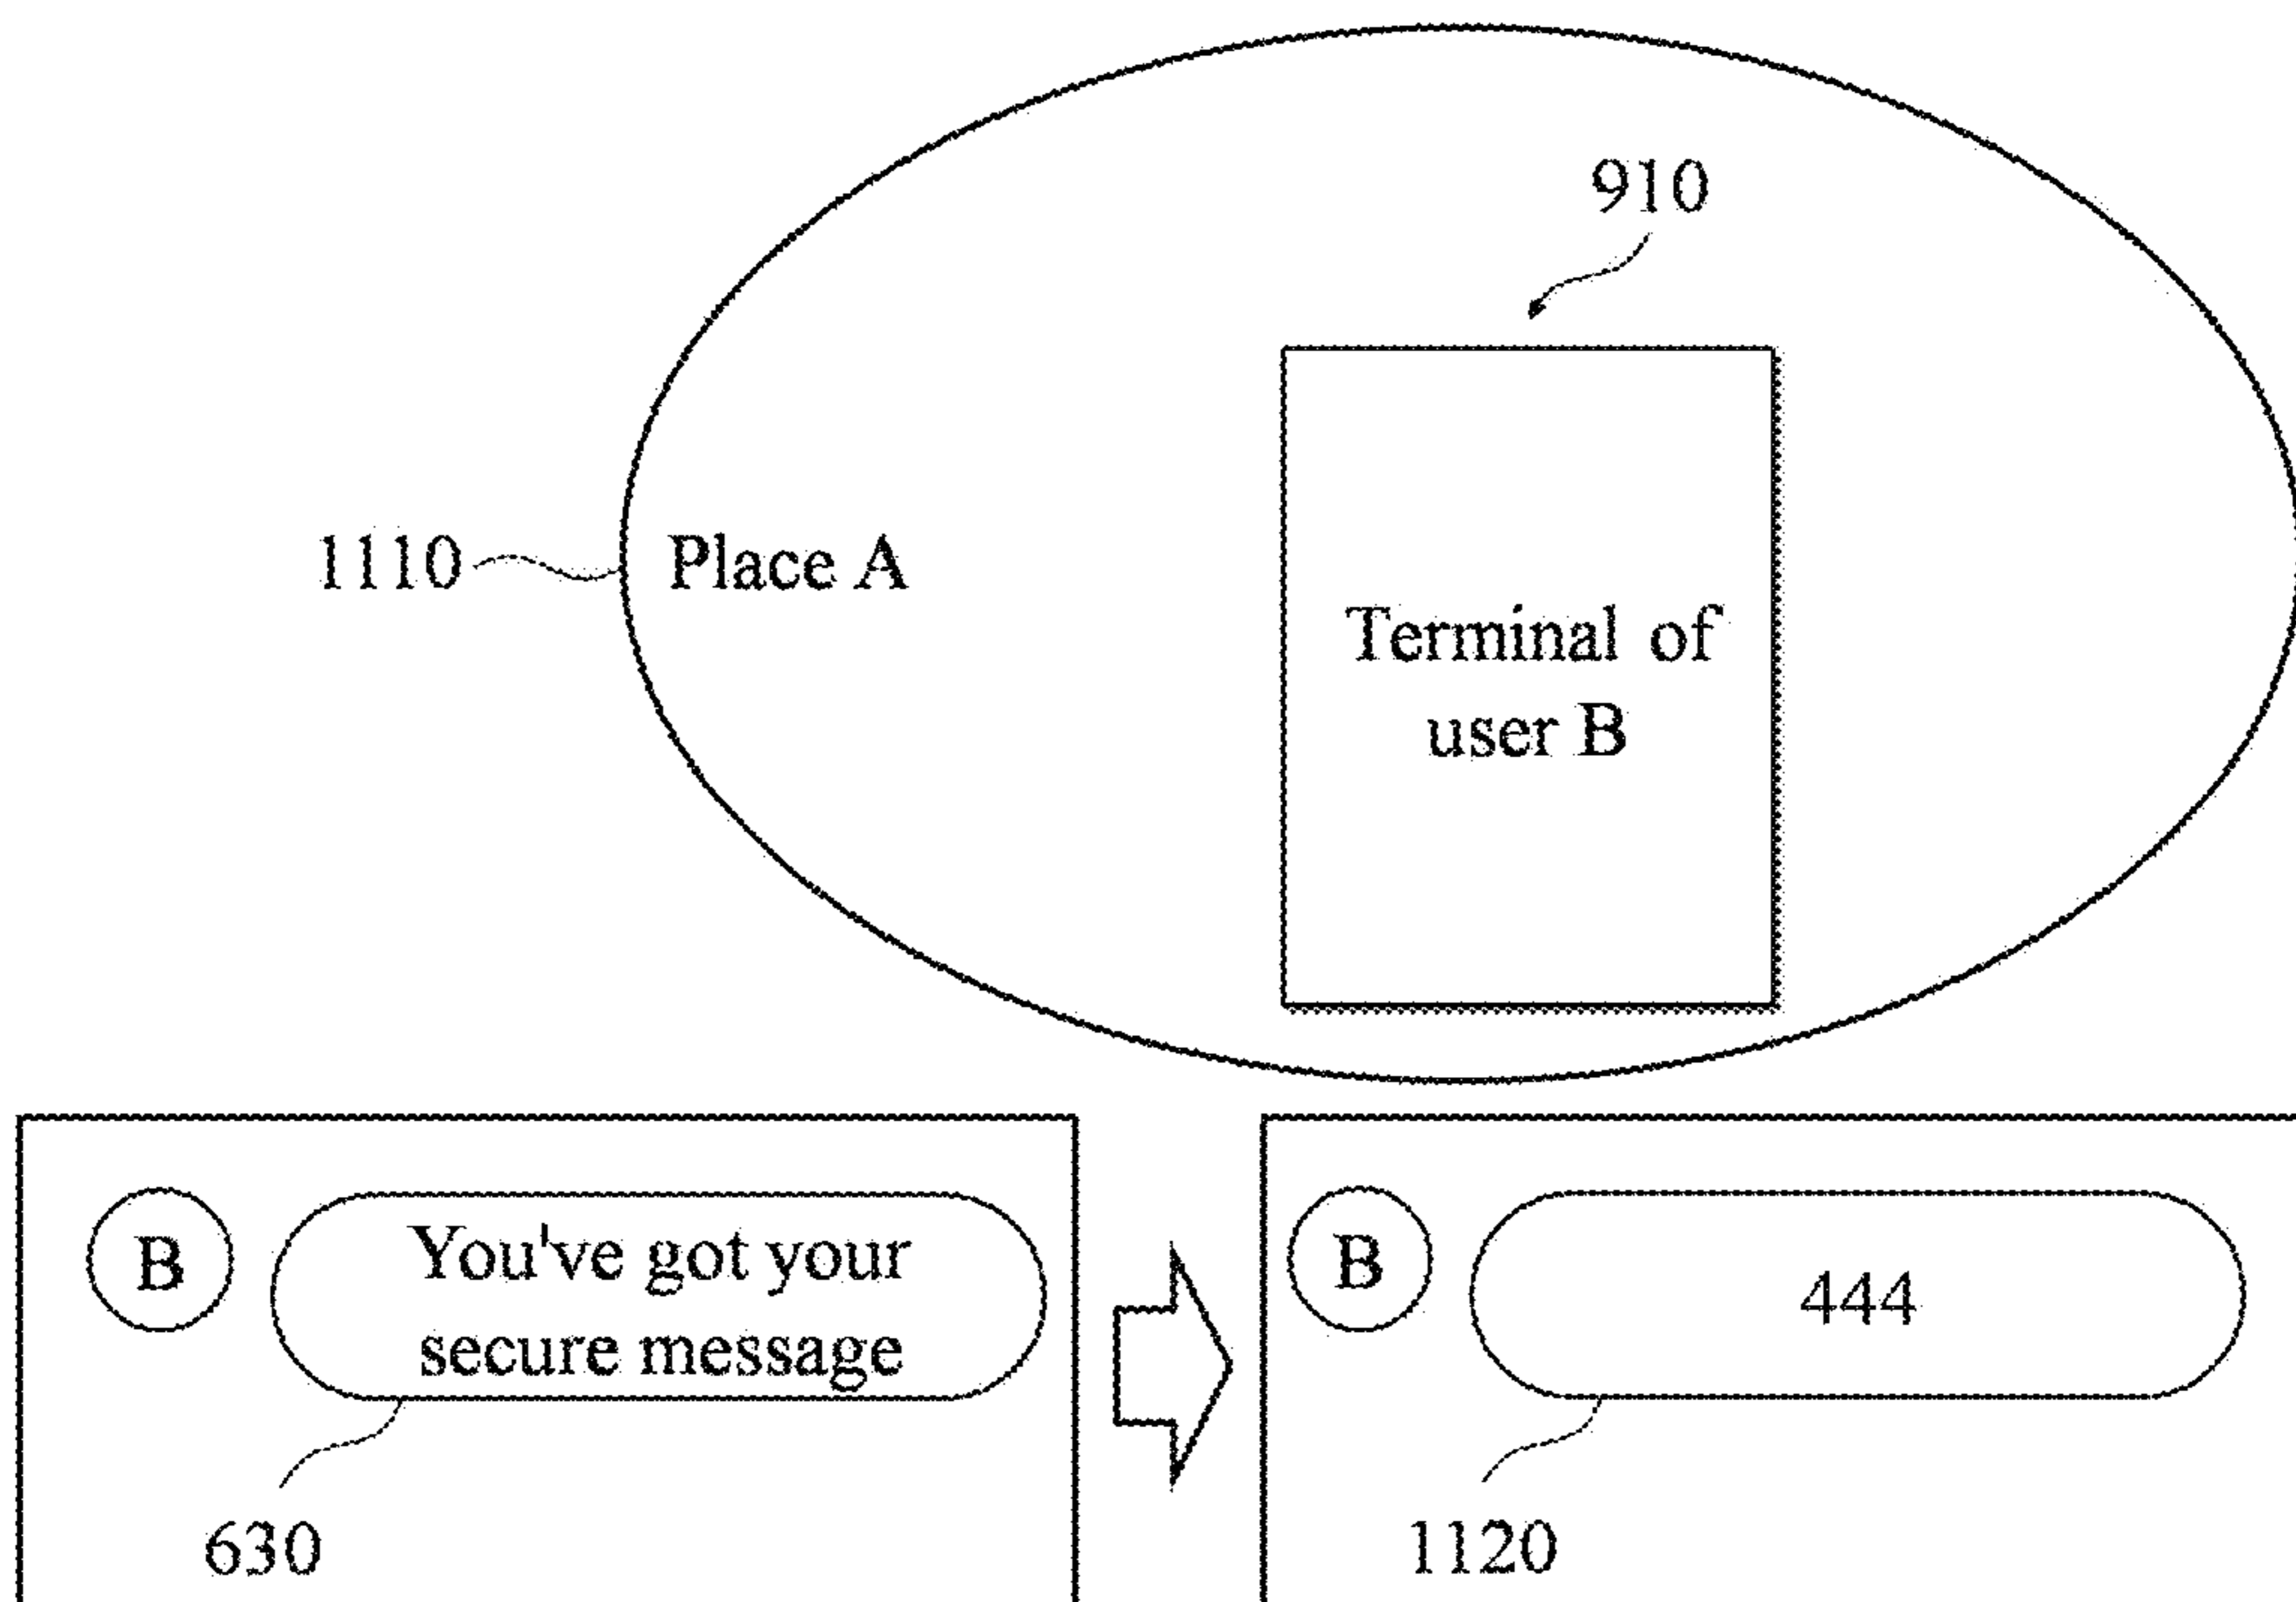 910
1110
Place A
Terminal of
user B
B
You've got your
secure message
630
B
444
1120